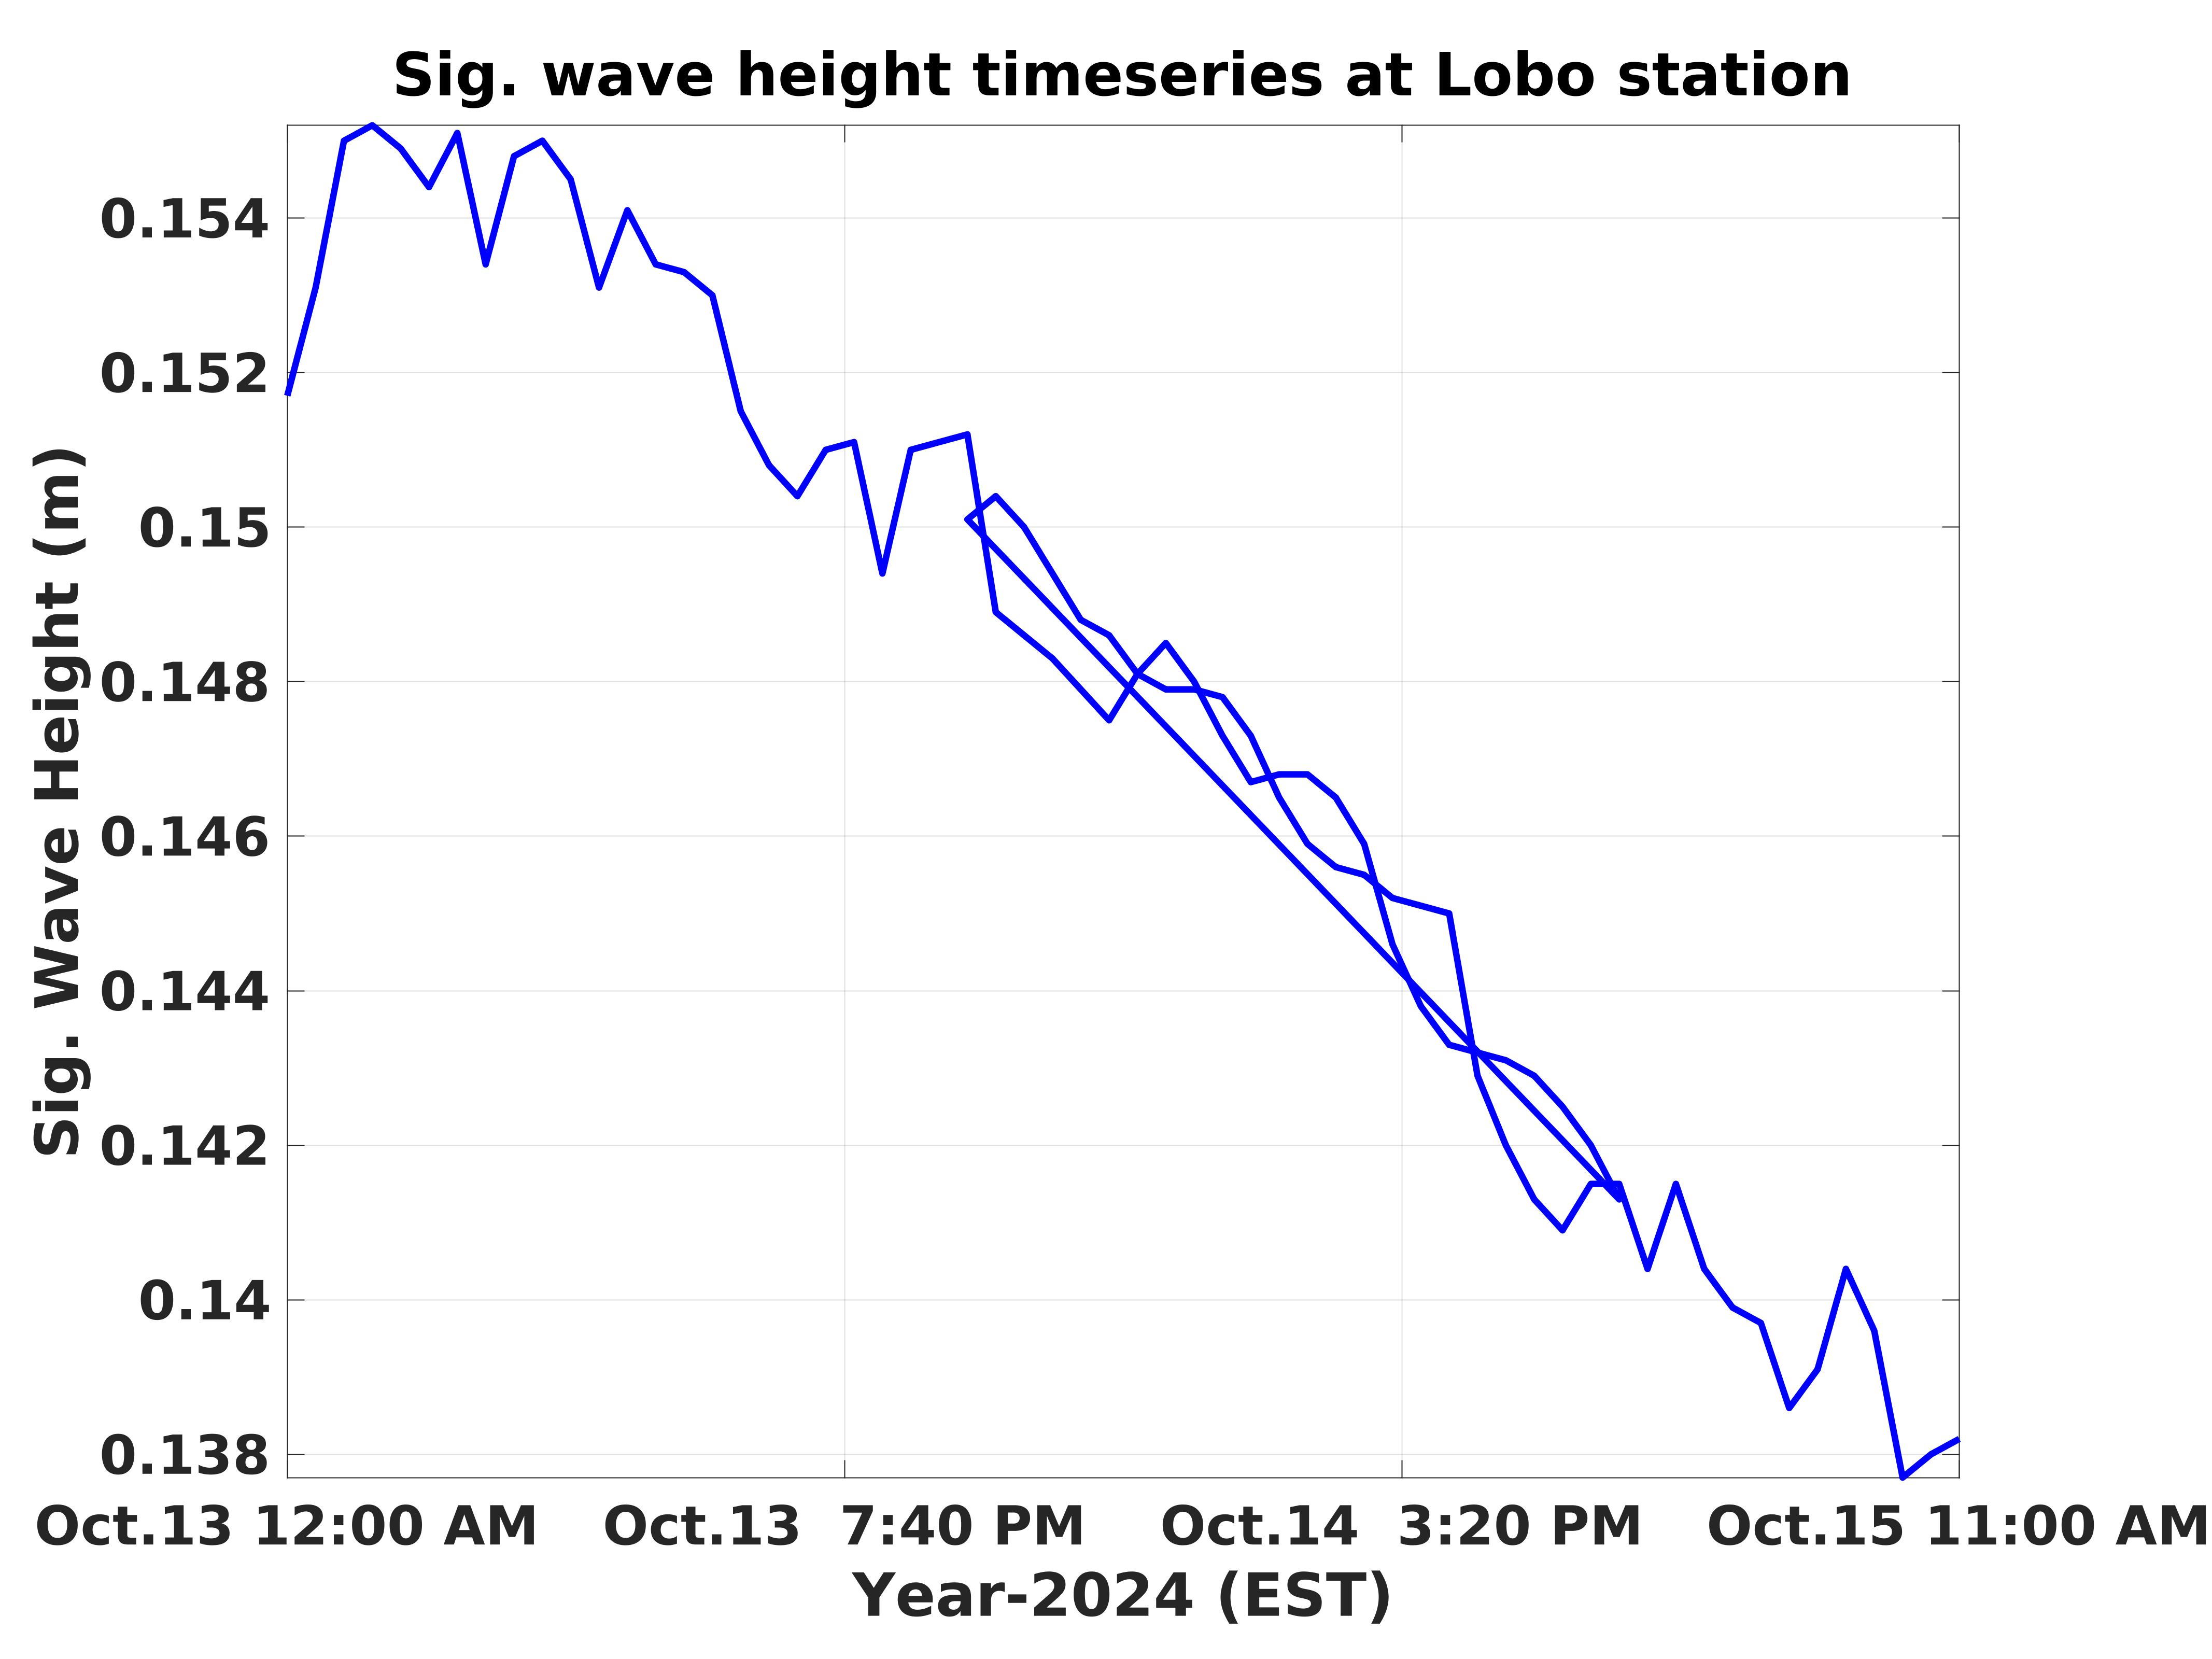 Sig. wave height timeseries at Lobo station
Sig. Wave Height (m)
0.154
0.152
0.15
0.148
0.146
0.144
0.142
0.14
0.138
Oct.13 12:00 AM Oct.13 7:40 PM Oct.14 3:20 PM Oct.15 11:00 AM
Year-2024 (EST)